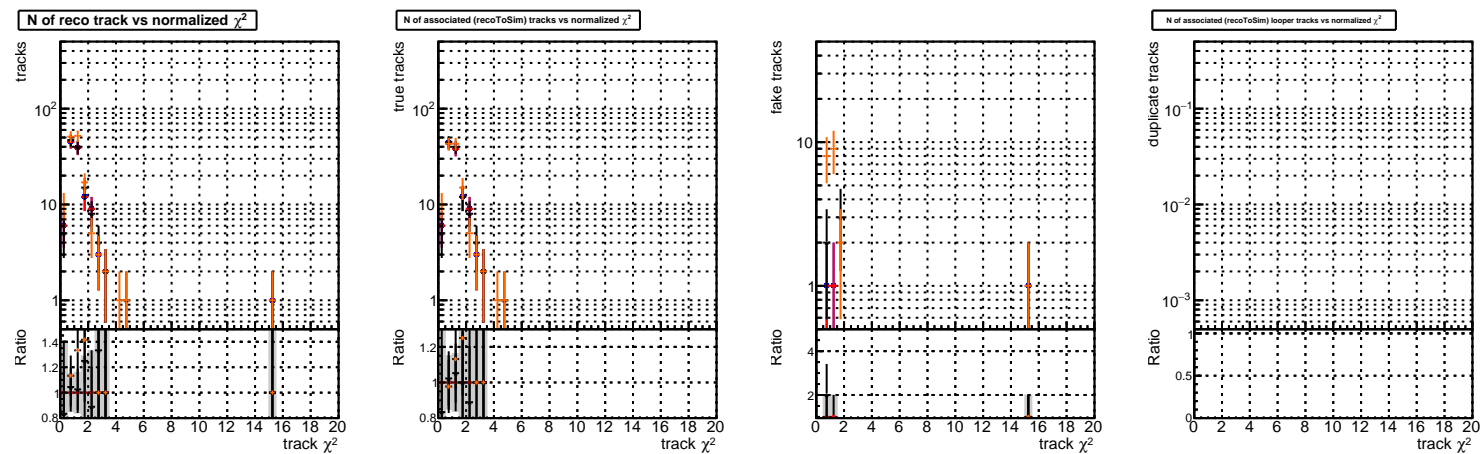 N of reco track vs normalized χ²
tracks
10²
10
1
Ratio
1.4
1.2
1
0.8
0 2 4 6 8 10 12 14 16 18 20
track χ²
N of associated (recoToSim) tracks vs normalized χ²
true tracks
10²
10
1
Ratio
1.2
1
0.8
0 2 4 6 8 10 12 14 16 18 20
track χ²
fake tracks
10
1
Ratio
4
2
0 2 4 6 8 10 12 14 16 18 20
track χ²
N of associated (recoToSim) looper tracks vs normalized χ²
duplicate tracks
10⁻¹
10⁻²
10⁻³
Ratio
1
0.5
0
0 2 4 6 8 10 12 14 16 18 20
track χ²